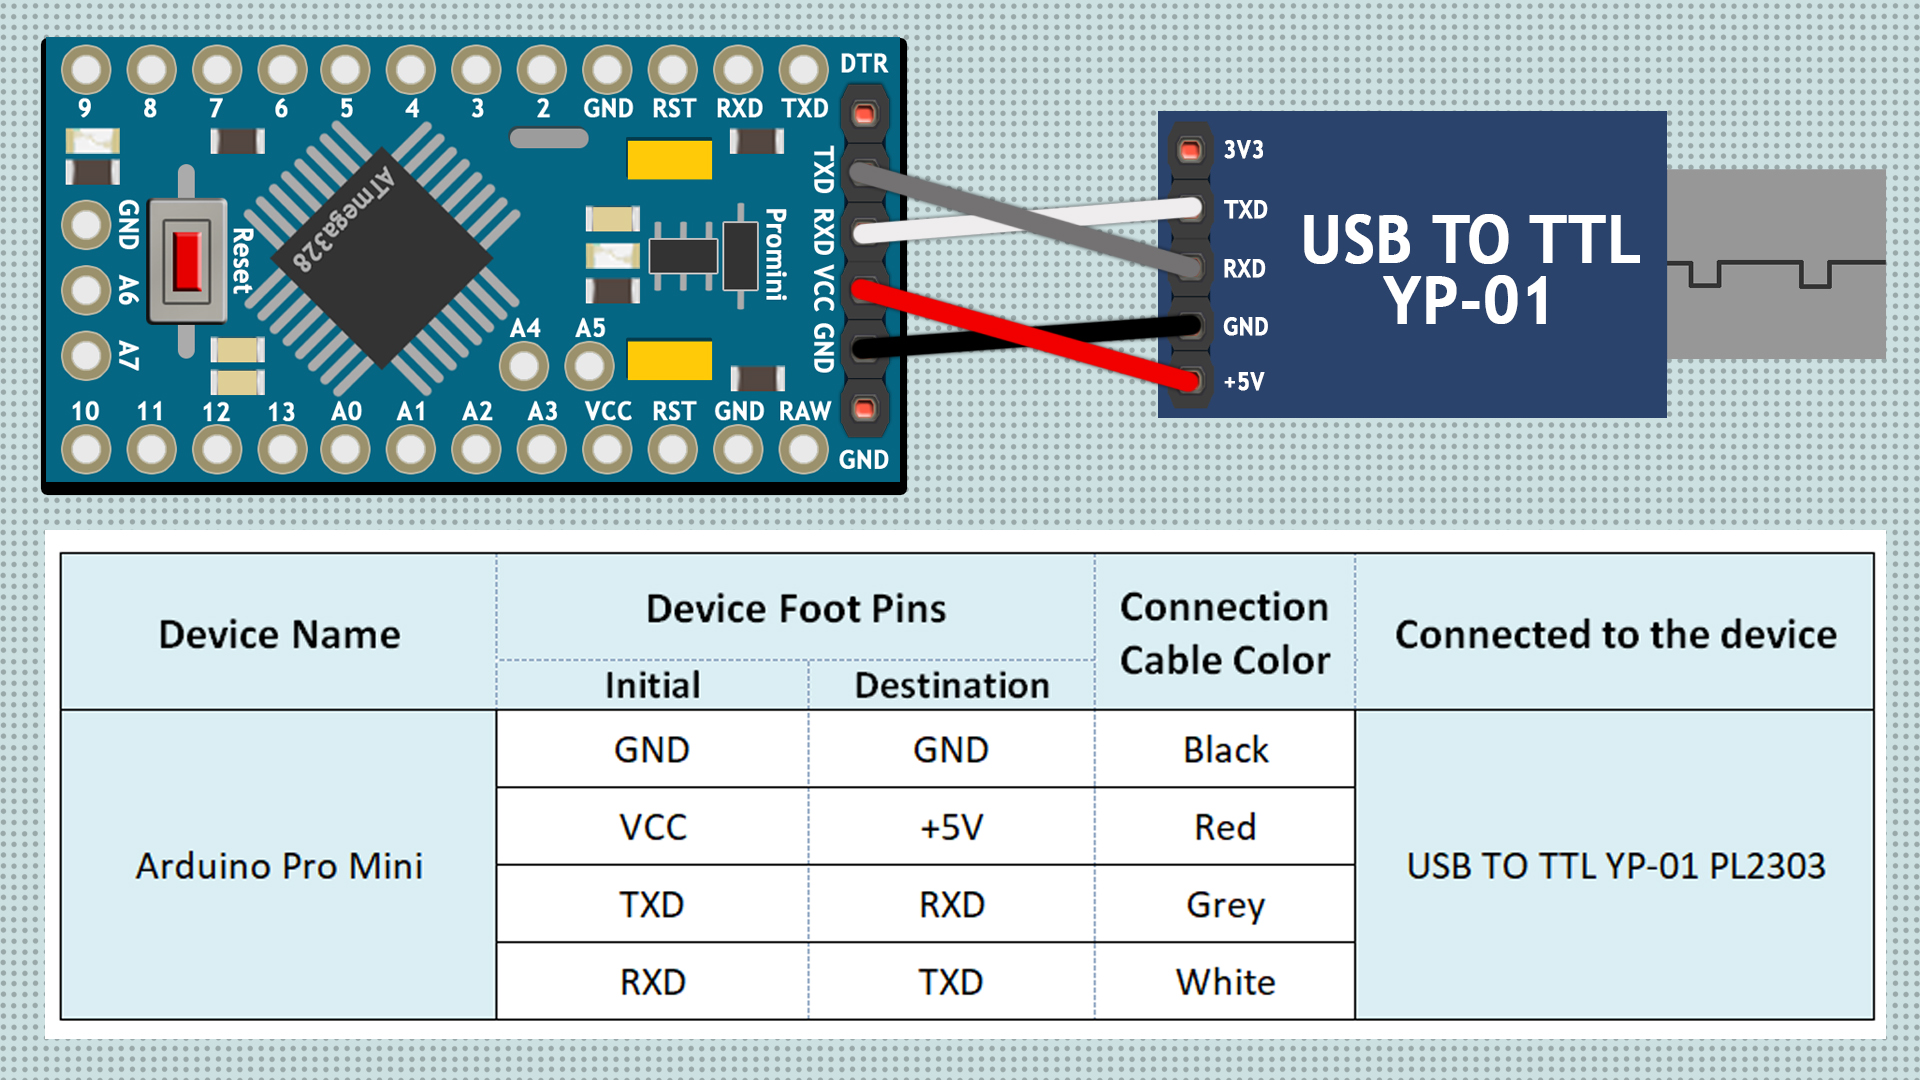 DTR
9 8 7 6 5 4 3 2 GND RST RXD TXD
TXD
RXD
VCC
GND
GND
A6
A7
Reset
ATmega328
Promini
A4 A5
10 11 12 13 A0 A1 A2 A3 VCC RST GND RAW
GND
3V3
TXD
RXD
GND
+5V
USB TO TTL
YP-01
Device Name
Device Foot Pins
Initial
Destination
Connection
Cable Color
Connected to the device
Arduino Pro Mini
GND GND Black
VCC +5V Red
TXD RXD Grey
RXD TXD White
USB TO TTL YP-01 PL2303